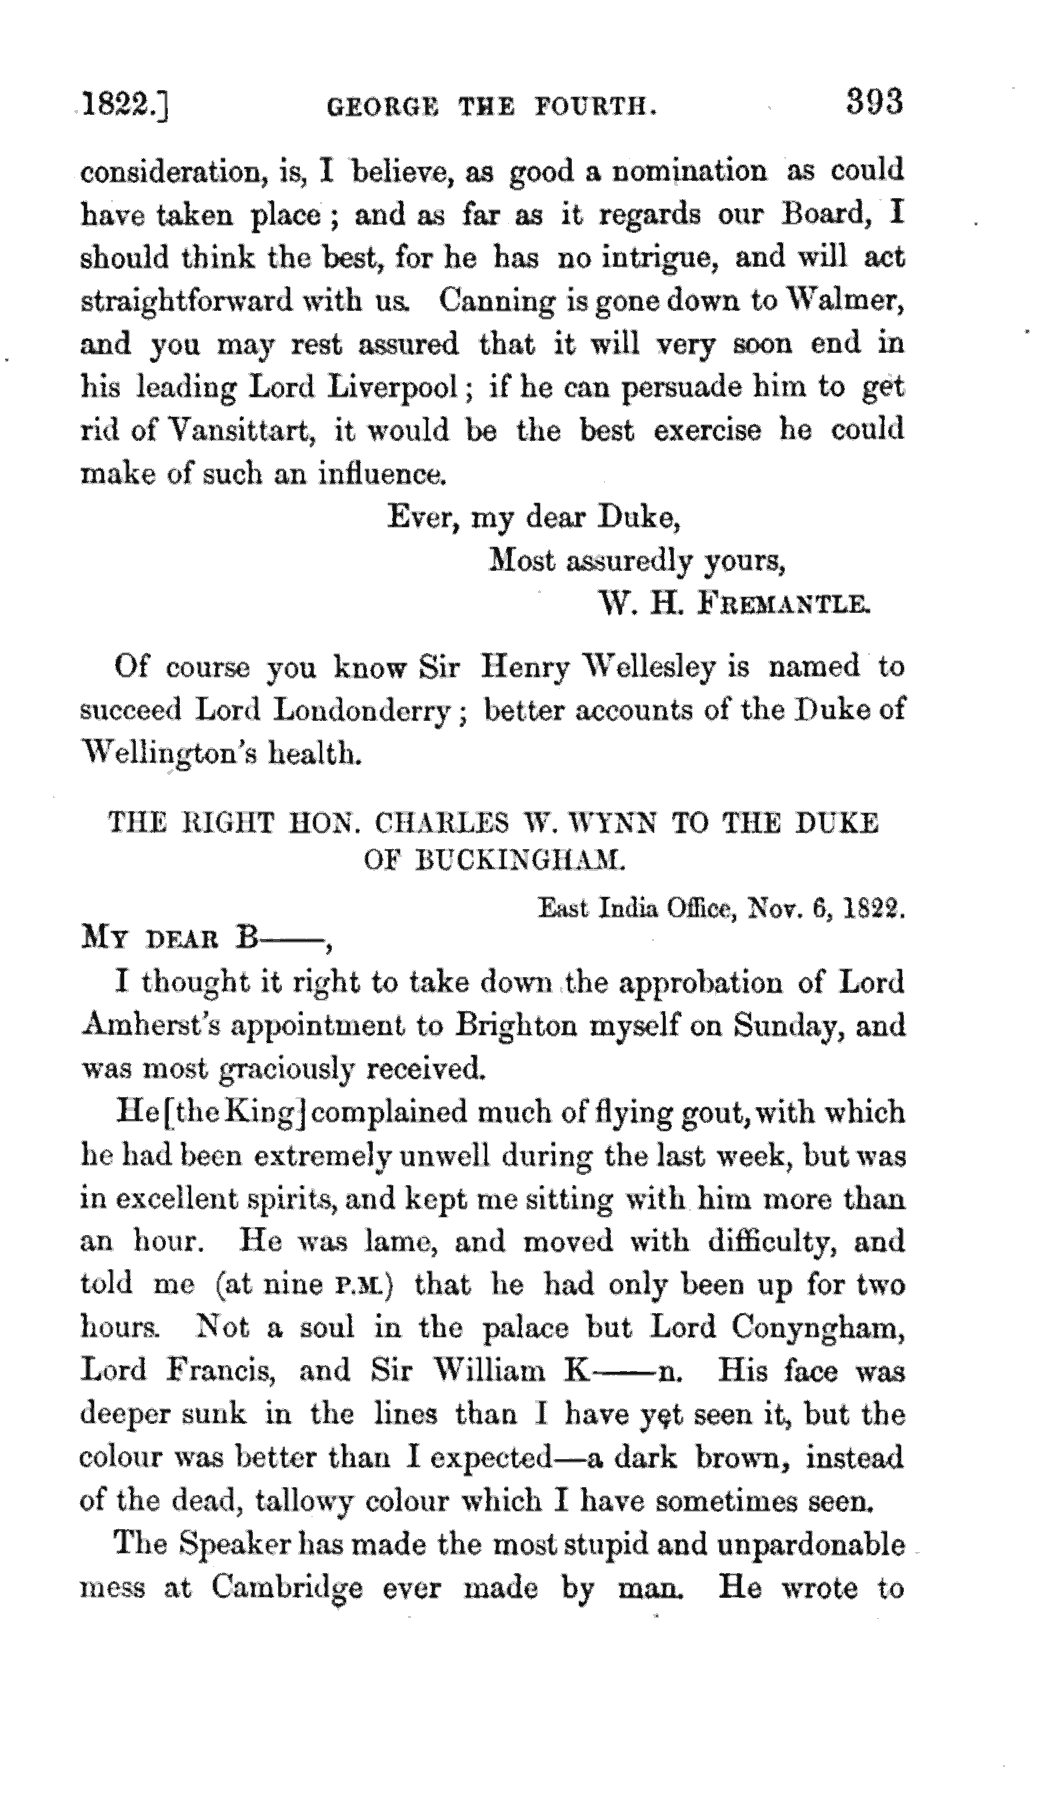 1822.] GEORGE THE FOURTH. 393
consideration, is, I believe, as good a nomination as could
have taken place ; and as far as it regards our Board, I
should think the best, for he has no intrigue, and will act
straightforward with us. Canning is gone down to Walmer,
and you may rest assured that it will very soon end in
his leading Lord Liverpool ; if he can persuade him to get
rid of Vansittart, it would be the best exercise he could
make of such an influence.
Ever, my dear Duke,
Most assuredly yours,
W. H. FREMANTLE.
Of course you know Sir Henry Wellesley is named to
succeed Lord Londonderry ; better accounts of the Duke of
Wellington's health.
THE RIGHT HON. CHARLES W. WYNN TO THE DUKE
OF BUCKINGHAM.
East India Office, Nov. 6, 1822.
MY DEAR B——,
I thought it right to take down the approbation of Lord
Amherst's appointment to Brighton myself on Sunday, and
was most graciously received.
He [the King] complained much of flying gout, with which
he had been extremely unwell during the last week, but was
in excellent spirits, and kept me sitting with him more than
an hour. He was lame, and moved with difficulty, and
told me (at nine P.M.) that he had only been up for two
hours. Not a soul in the palace but Lord Conyngham,
Lord Francis, and Sir William K——n. His face was
deeper sunk in the lines than I have yet seen it, but the
colour was better than I expected—a dark brown, instead
of the dead, tallowy colour which I have sometimes seen.
The Speaker has made the most stupid and unpardonable
mess at Cambridge ever made by man. He wrote to